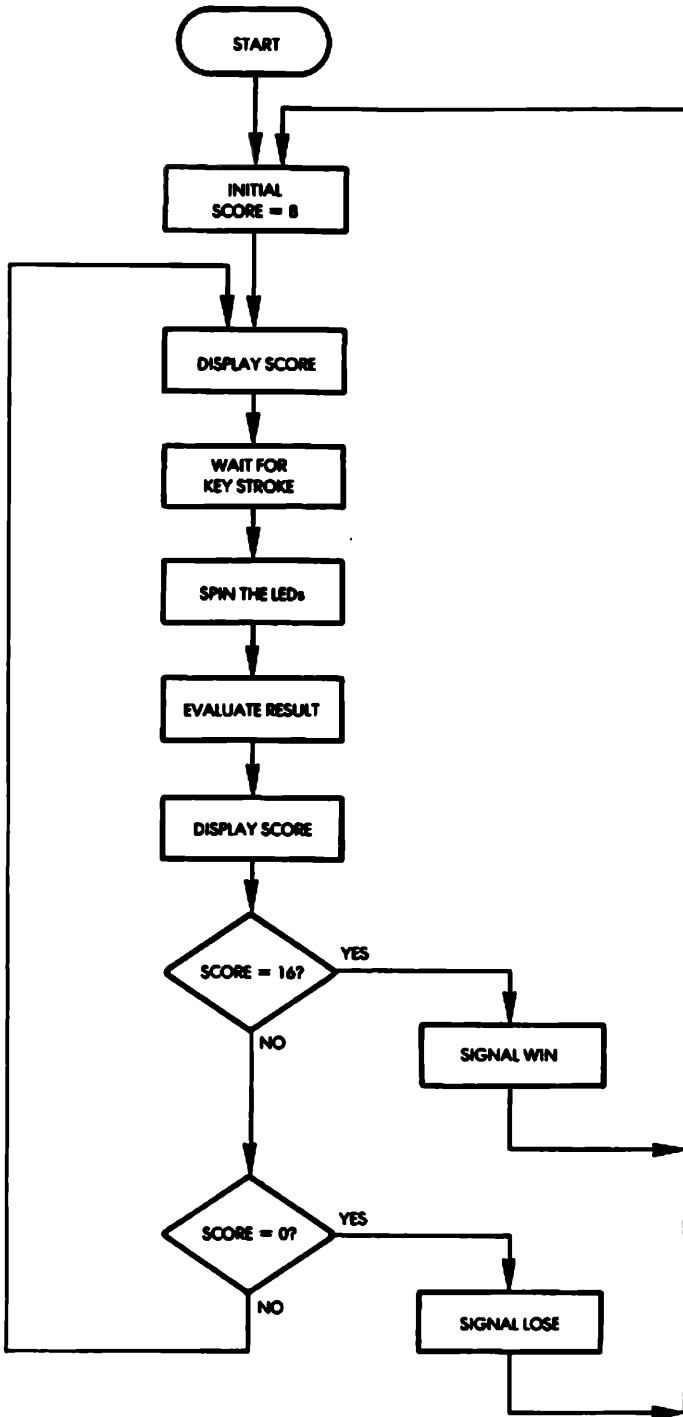 START
INITIAL
SCORE = 8
DISPLAY SCORE
WAIT FOR
KEY STROKE
SPIN THE LEDs
EVALUATE RESULT
DISPLAY SCORE
SCORE = 16?
YES
NO
SIGNAL WIN
SCORE = 0?
YES
NO
SIGNAL LOSE